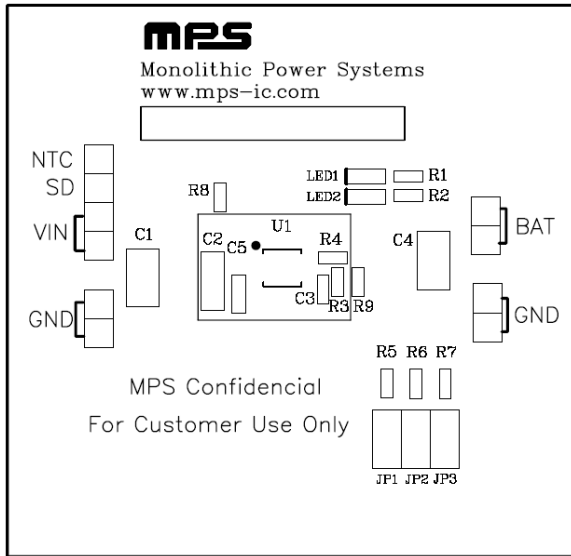 mps
Monolithic Power Systems
www.mps-ic.com
NTC
SD
VIN
GND
LED1
R1
LED2
R2
R8
U1
C1
C2
C5
R4
C4
C3
R3
R9
BAT
GND
R5 R6 R7
MPS Confidencial
For Customer Use Only
JP1 JP2 JP3